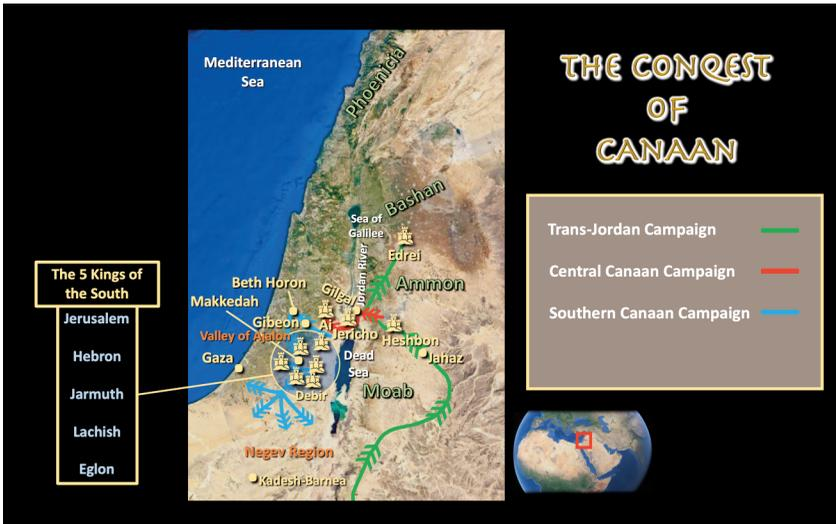 THE CONQEST
OF
CANAAN
Mediterranean
Sea
Phoenicia
Bashan
Sea of
Galilee
Edrei
Jordan River
Ammon
Beth Horon
Gilgal
Makkedah
Gibeon
Ai
Jericho
Heshbon
Valley of Ajalon
Jahaz
Gaza
Dead
Sea
Moab
Debir
Negev Region
Kadesh-Barnea
The 5 Kings of
the South
Jerusalem
Hebron
Jarmuth
Lachish
Eglon
Trans-Jordan Campaign
Central Canaan Campaign
Southern Canaan Campaign